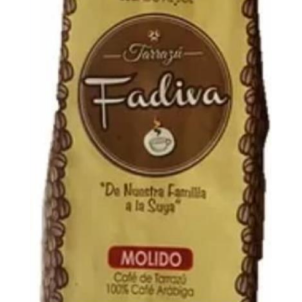 Tarrazú
Fadiva
"De Nuestra Familia
a la Suya"
MOLIDO
Café de Tarrazú
100% Café Arábiga